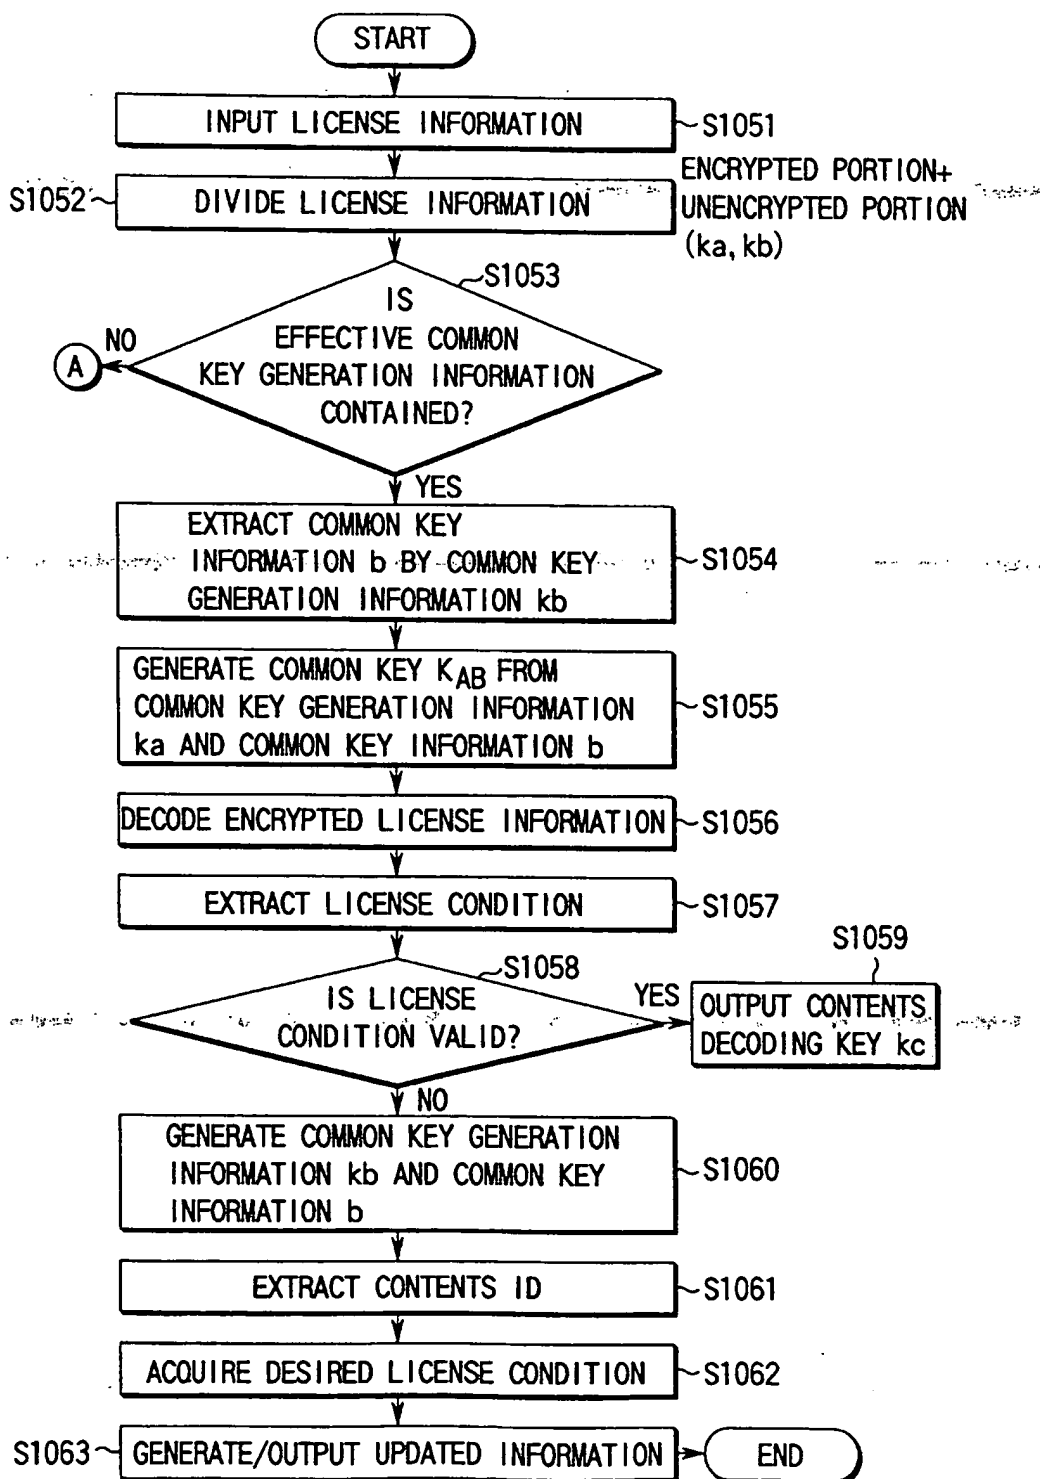 START
INPUT LICENSE INFORMATION
S1051
S1052
DIVIDE LICENSE INFORMATION
ENCRYPTED PORTION+
UNENCRYPTED PORTION
(ka, kb)
S1053
IS
EFFECTIVE COMMON
KEY GENERATION INFORMATION
CONTAINED?
NO
A
YES
EXTRACT COMMON KEY
INFORMATION b BY COMMON KEY
GENERATION INFORMATION kb
S1054
GENERATE COMMON KEY KAB FROM
COMMON KEY GENERATION INFORMATION
ka AND COMMON KEY INFORMATION b
S1055
DECODE ENCRYPTED LICENSE INFORMATION
S1056
EXTRACT LICENSE CONDITION
S1057
S1058
IS LICENSE
CONDITION VALID?
YES
S1059
OUTPUT CONTENTS
DECODING KEY kc
NO
GENERATE COMMON KEY GENERATION
INFORMATION kb AND COMMON KEY
INFORMATION b
S1060
EXTRACT CONTENTS ID
S1061
ACQUIRE DESIRED LICENSE CONDITION
S1062
S1063
GENERATE/OUTPUT UPDATED INFORMATION
END